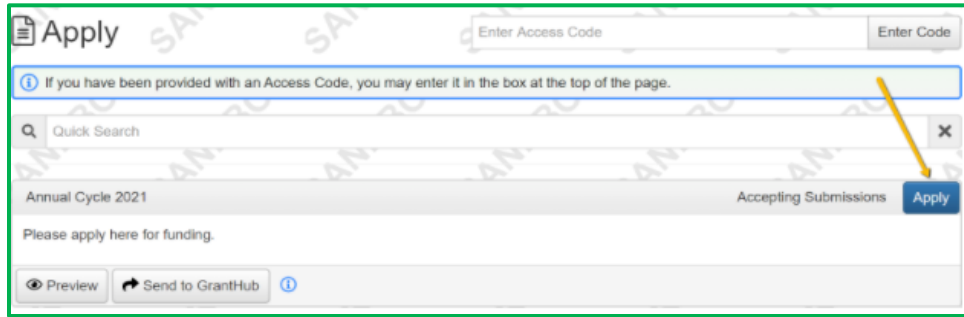 Apply
Enter Access Code Enter Code
If you have been provided with an Access Code, you may enter it in the box at the top of the page.
Quick Search
Annual Cycle 2021 Accepting Submissions Apply
Please apply here for funding.
Preview Send to GrantHub